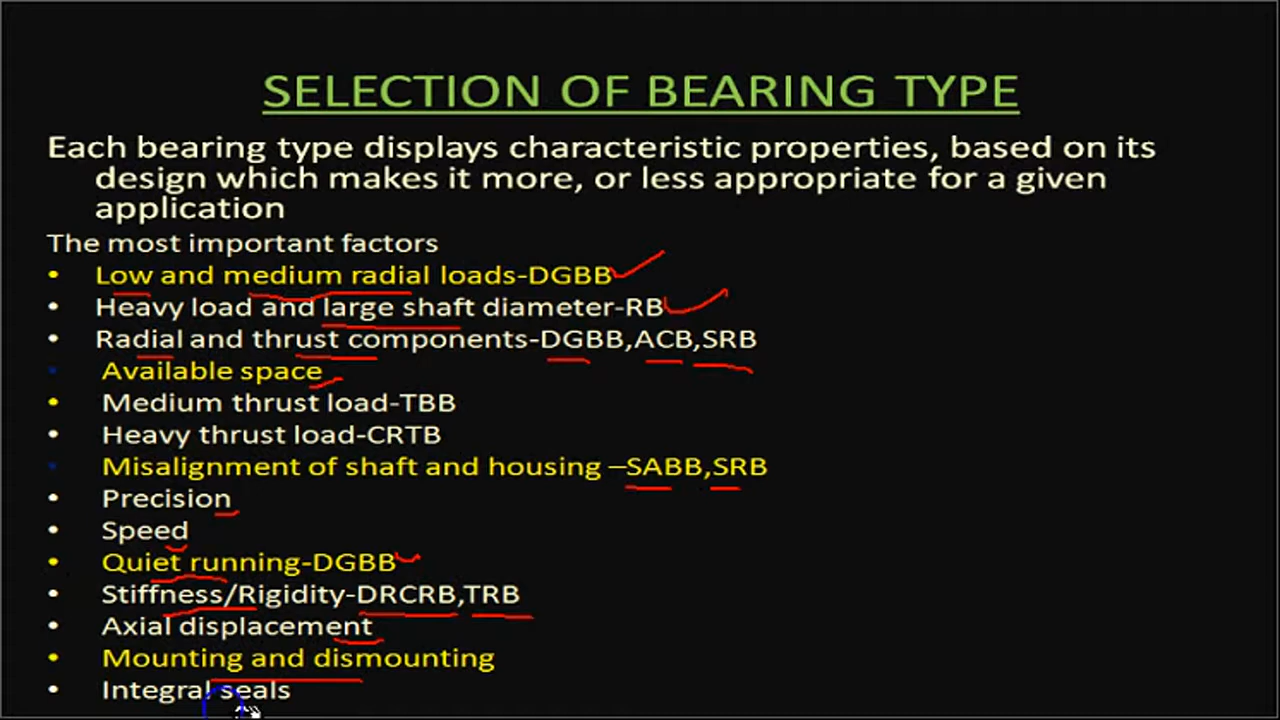 SELECTION OF BEARING TYPE
Each bearing type displays characteristic properties, based on its
design which makes it more, or less appropriate for a given
application
The most important factors
• Low and medium radial loads-DGBB
• Heavy load and large shaft diameter-RB
• Radial and thrust components-DGBB,ACB,SRB
• Available space
• Medium thrust load-TBB
• Heavy thrust load-CRTB
• Misalignment of shaft and housing –SABB,SRB
• Precision
• Speed
• Quiet running-DGBB
• Stiffness/Rigidity-DRCRB,TRB
• Axial displacement
• Mounting and dismounting
• Integral seals